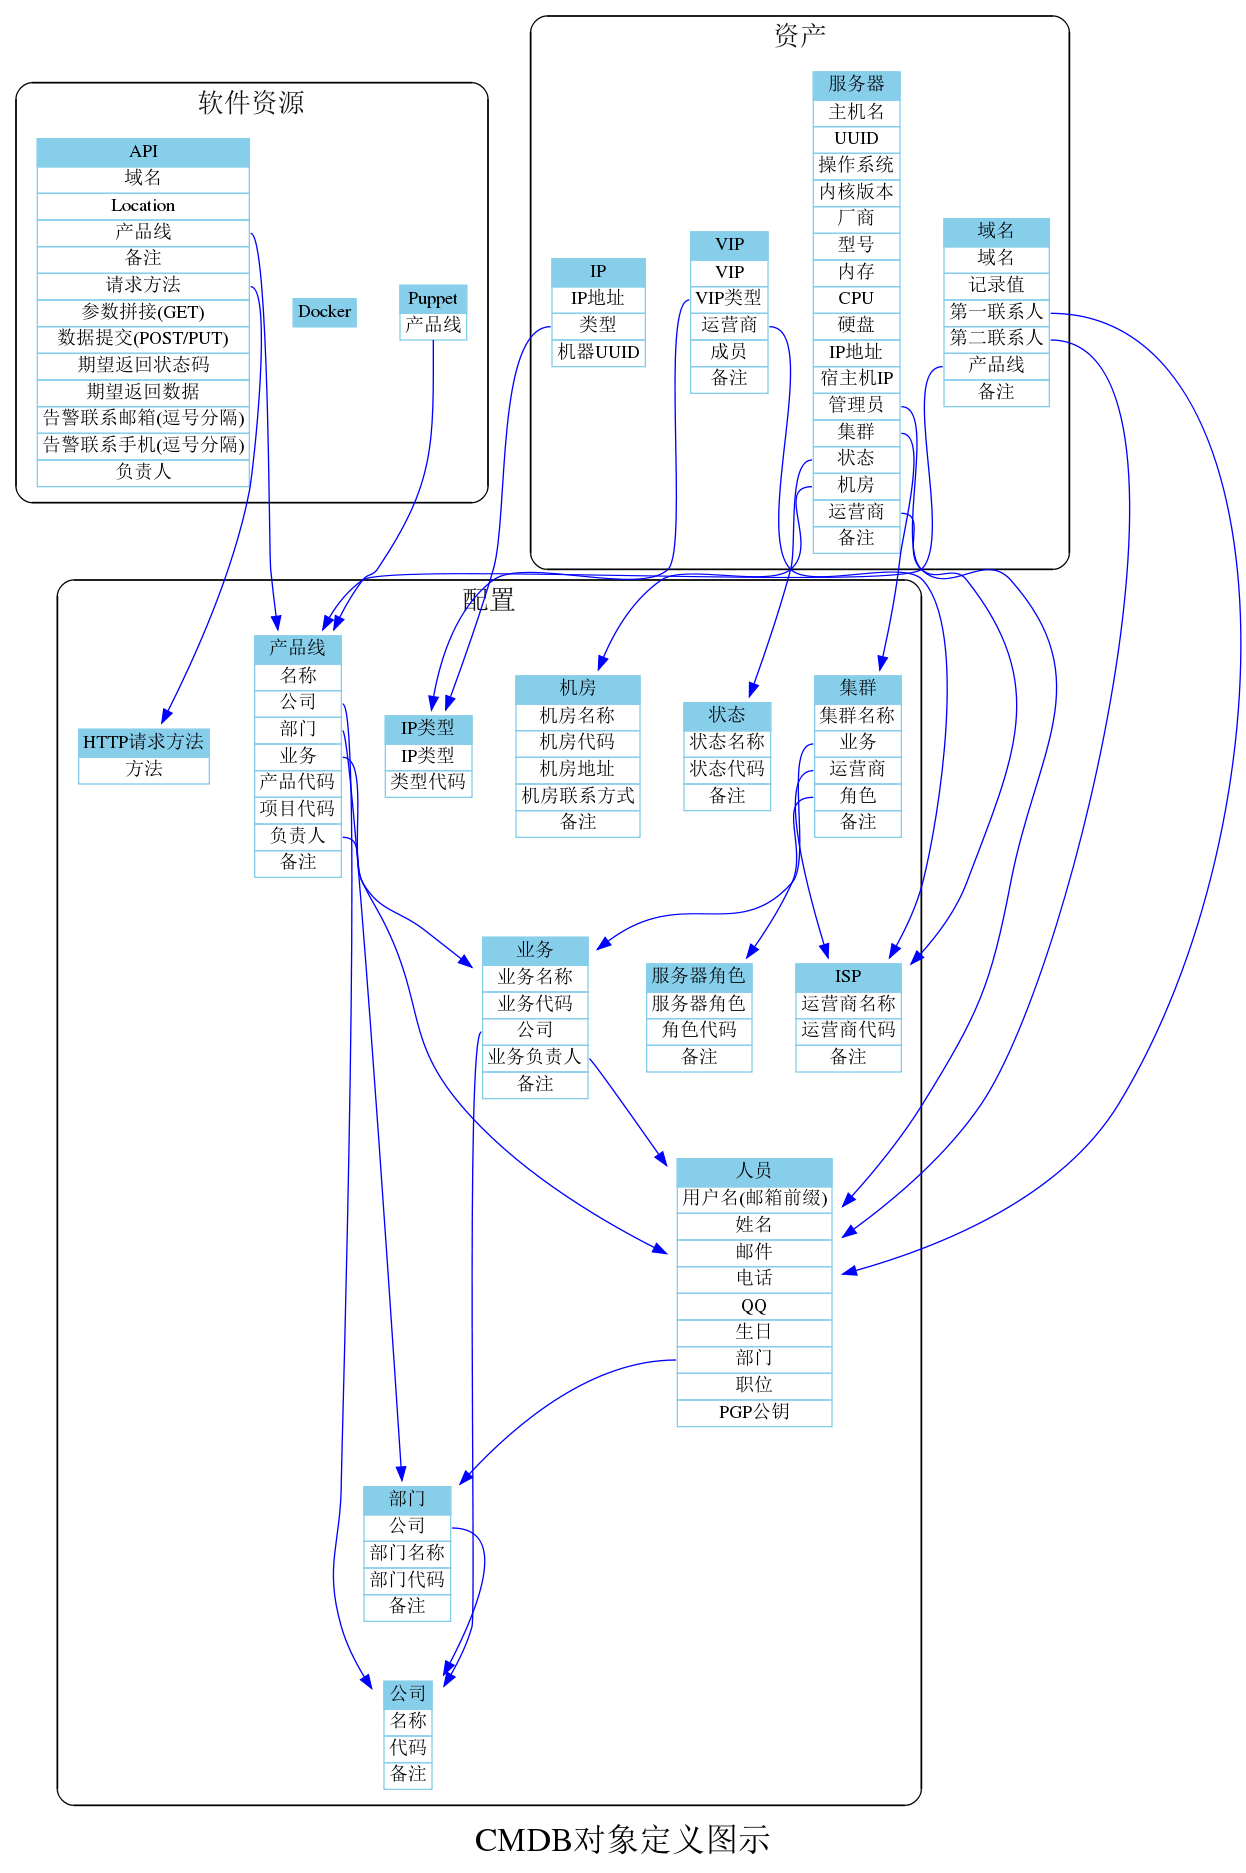 资产
服务器
主机名
UUID
操作系统
内核版本
厂商
型号
内存
CPU
硬盘
IP地址
宿主机IP
管理员
集群
状态
机房
运营商
备注
域名
域名
记录值
第一联系人
第二联系人
产品线
备注
VIP
VIP
VIP类型
运营商
成员
备注
IP
IP地址
类型
机器UUID
软件资源
API
域名
Location
产品线
备注
请求方法
参数拼接(GET)
数据提交(POST/PUT)
期望返回状态码
期望返回数据
告警联系邮箱(逗号分隔)
告警联系手机(逗号分隔)
负责人
Docker
Puppet
产品线
配置
产品线
名称
公司
部门
业务
产品代码
项目代码
负责人
备注
HTTP请求方法
方法
IP类型
IP类型
类型代码
机房
机房名称
机房代码
机房地址
机房联系方式
备注
状态
状态名称
状态代码
备注
集群
集群名称
业务
运营商
角色
备注
业务
业务名称
业务代码
公司
业务负责人
备注
服务器角色
服务器角色
角色代码
备注
ISP
运营商名称
运营商代码
备注
人员
用户名(邮箱前缀)
姓名
邮件
电话
QQ
生日
部门
职位
PGP公钥
部门
公司
部门名称
部门代码
备注
公司
名称
代码
备注
CMDB对象定义图示